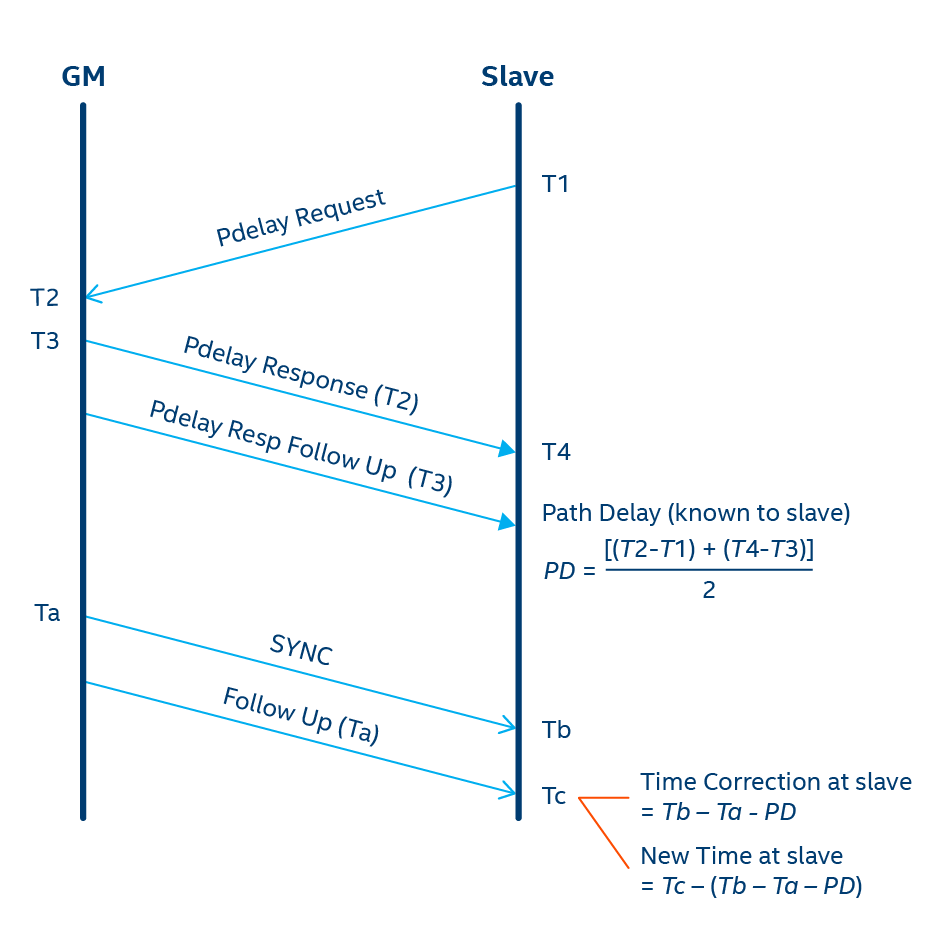 GM
Slave
T1
Pdelay Request
T2
T3
Pdelay Response (T2)
Pdelay Resp Follow Up (T3)
T4
Path Delay (known to slave)
PD = [(T2-T1) + (T4-T3)]
2
Ta
SYNC
Follow Up (Ta)
Tb
Tc
Time Correction at slave
= Tb – Ta - PD
New Time at slave
= Tc – (Tb – Ta – PD)